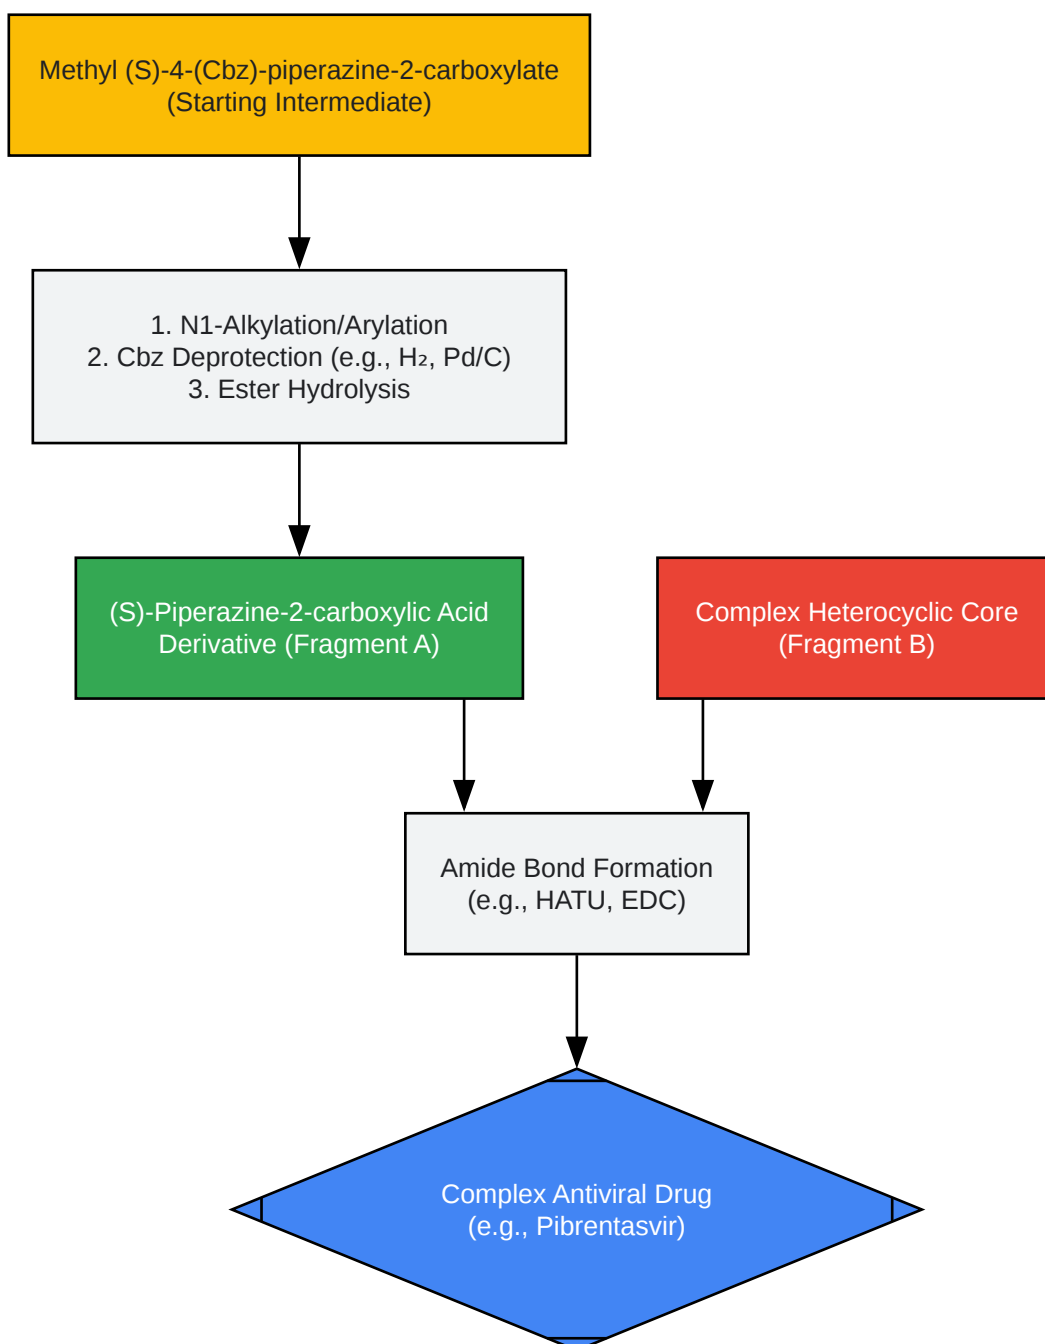 Methyl (S)-4-(Cbz)-piperazine-2-carboxylate
(Starting Intermediate)
1. N1-Alkylation/Arylation
2. Cbz Deprotection (e.g., H₂, Pd/C)
3. Ester Hydrolysis
(S)-Piperazine-2-carboxylic Acid
Derivative (Fragment A)
Complex Heterocyclic Core
(Fragment B)
Amide Bond Formation
(e.g., HATU, EDC)
Complex Antiviral Drug
(e.g., Pibrentasvir)